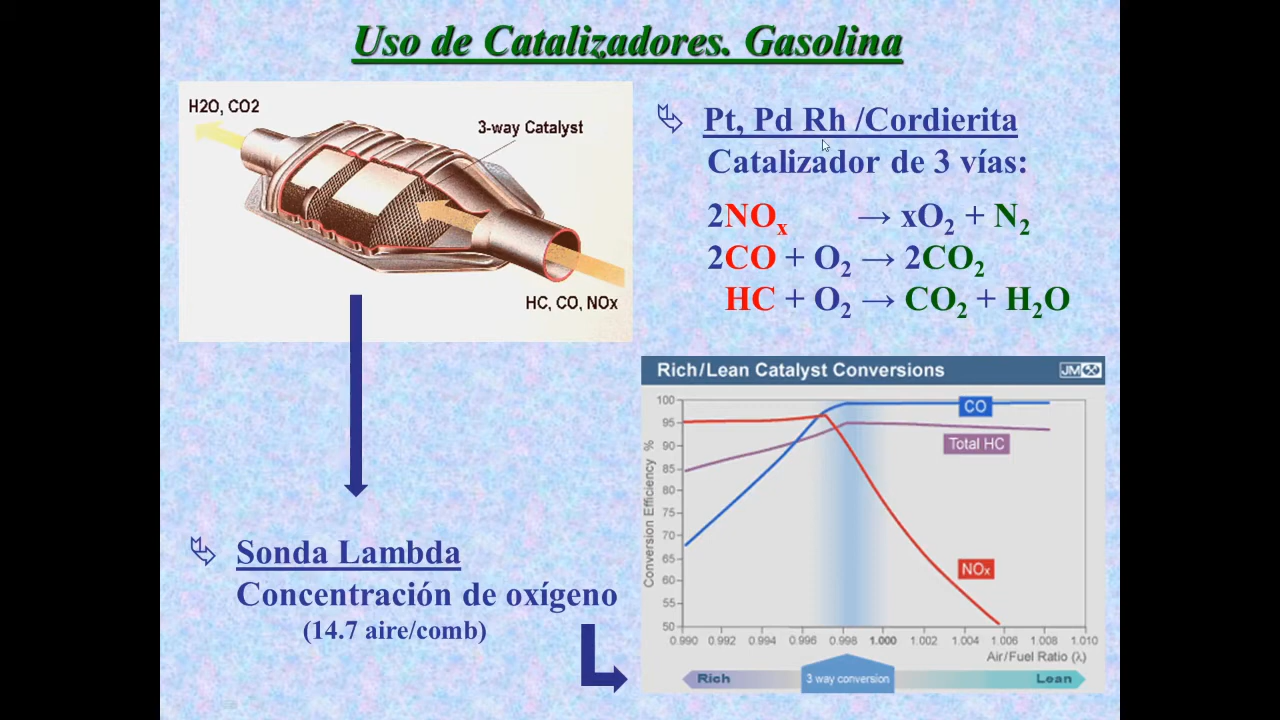 Uso de Catalizadores. Gasolina
H2O, CO2
3-way Catalyst
HC, CO, NOx
Pt, Pd Rh /Cordierita
Catalizador de 3 vías:
2NOₓ → xO₂ + N₂
2CO + O₂ → 2CO₂
HC + O₂ → CO₂ + H₂O
Sonda Lambda
Concentración de oxígeno
(14.7 aire/comb)
Rich/Lean Catalyst Conversions
JM
Conversion Efficiency %
100
95
90
85
80
75
70
65
60
55
50
CO
Total HC
NOₓ
0.990 0.992 0.994 0.996 0.998 1.000 1.002 1.004 1.006 1.008 1.010
Air/Fuel Ratio (λ)
Rich 3 way conversion Lean